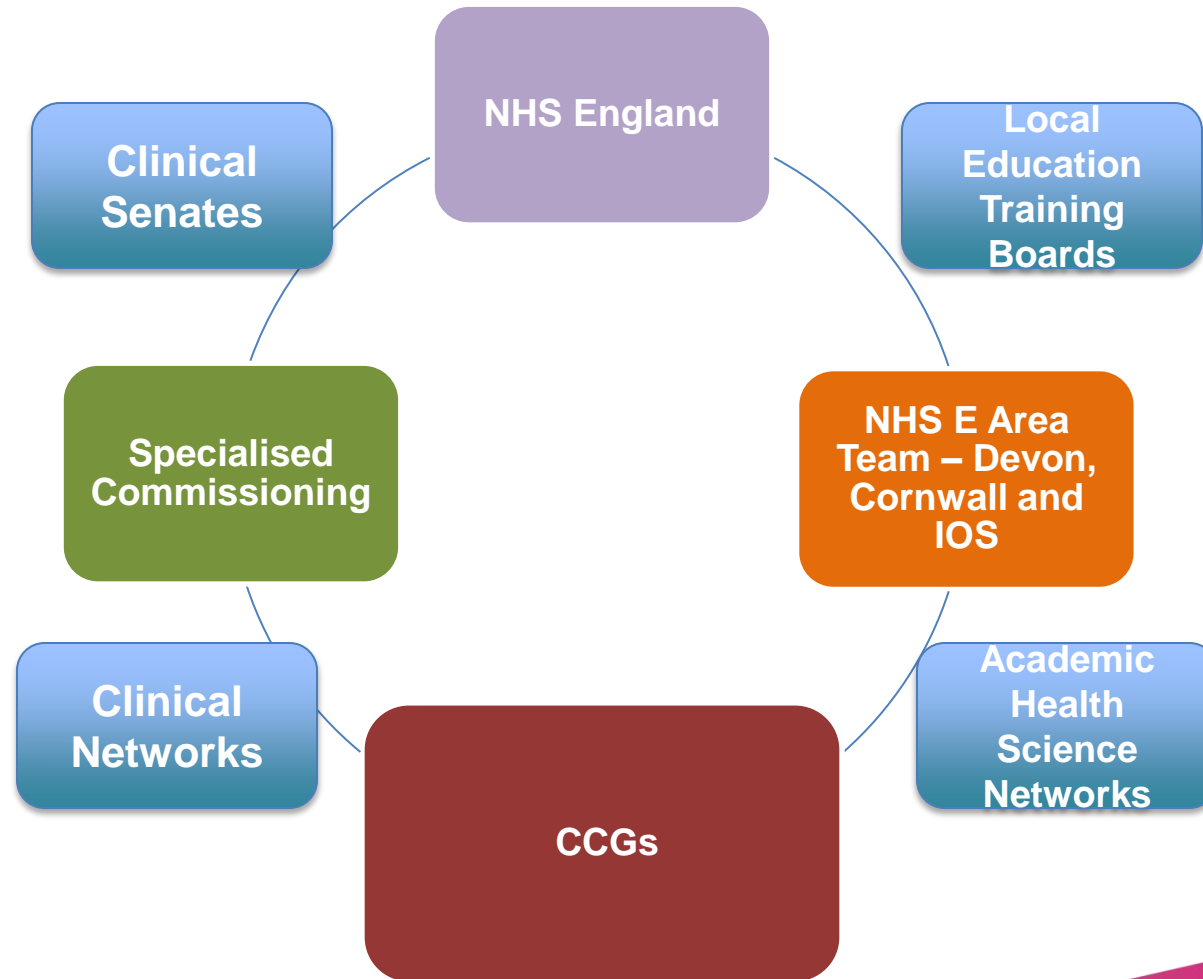 NHS England
Clinical
Senates
Local
Education
Training
Boards
Specialised
Commissioning
NHS E Area
Team – Devon,
Cornwall and
IOS
Clinical
Networks
Academic
Health
Science
Networks
CCGs